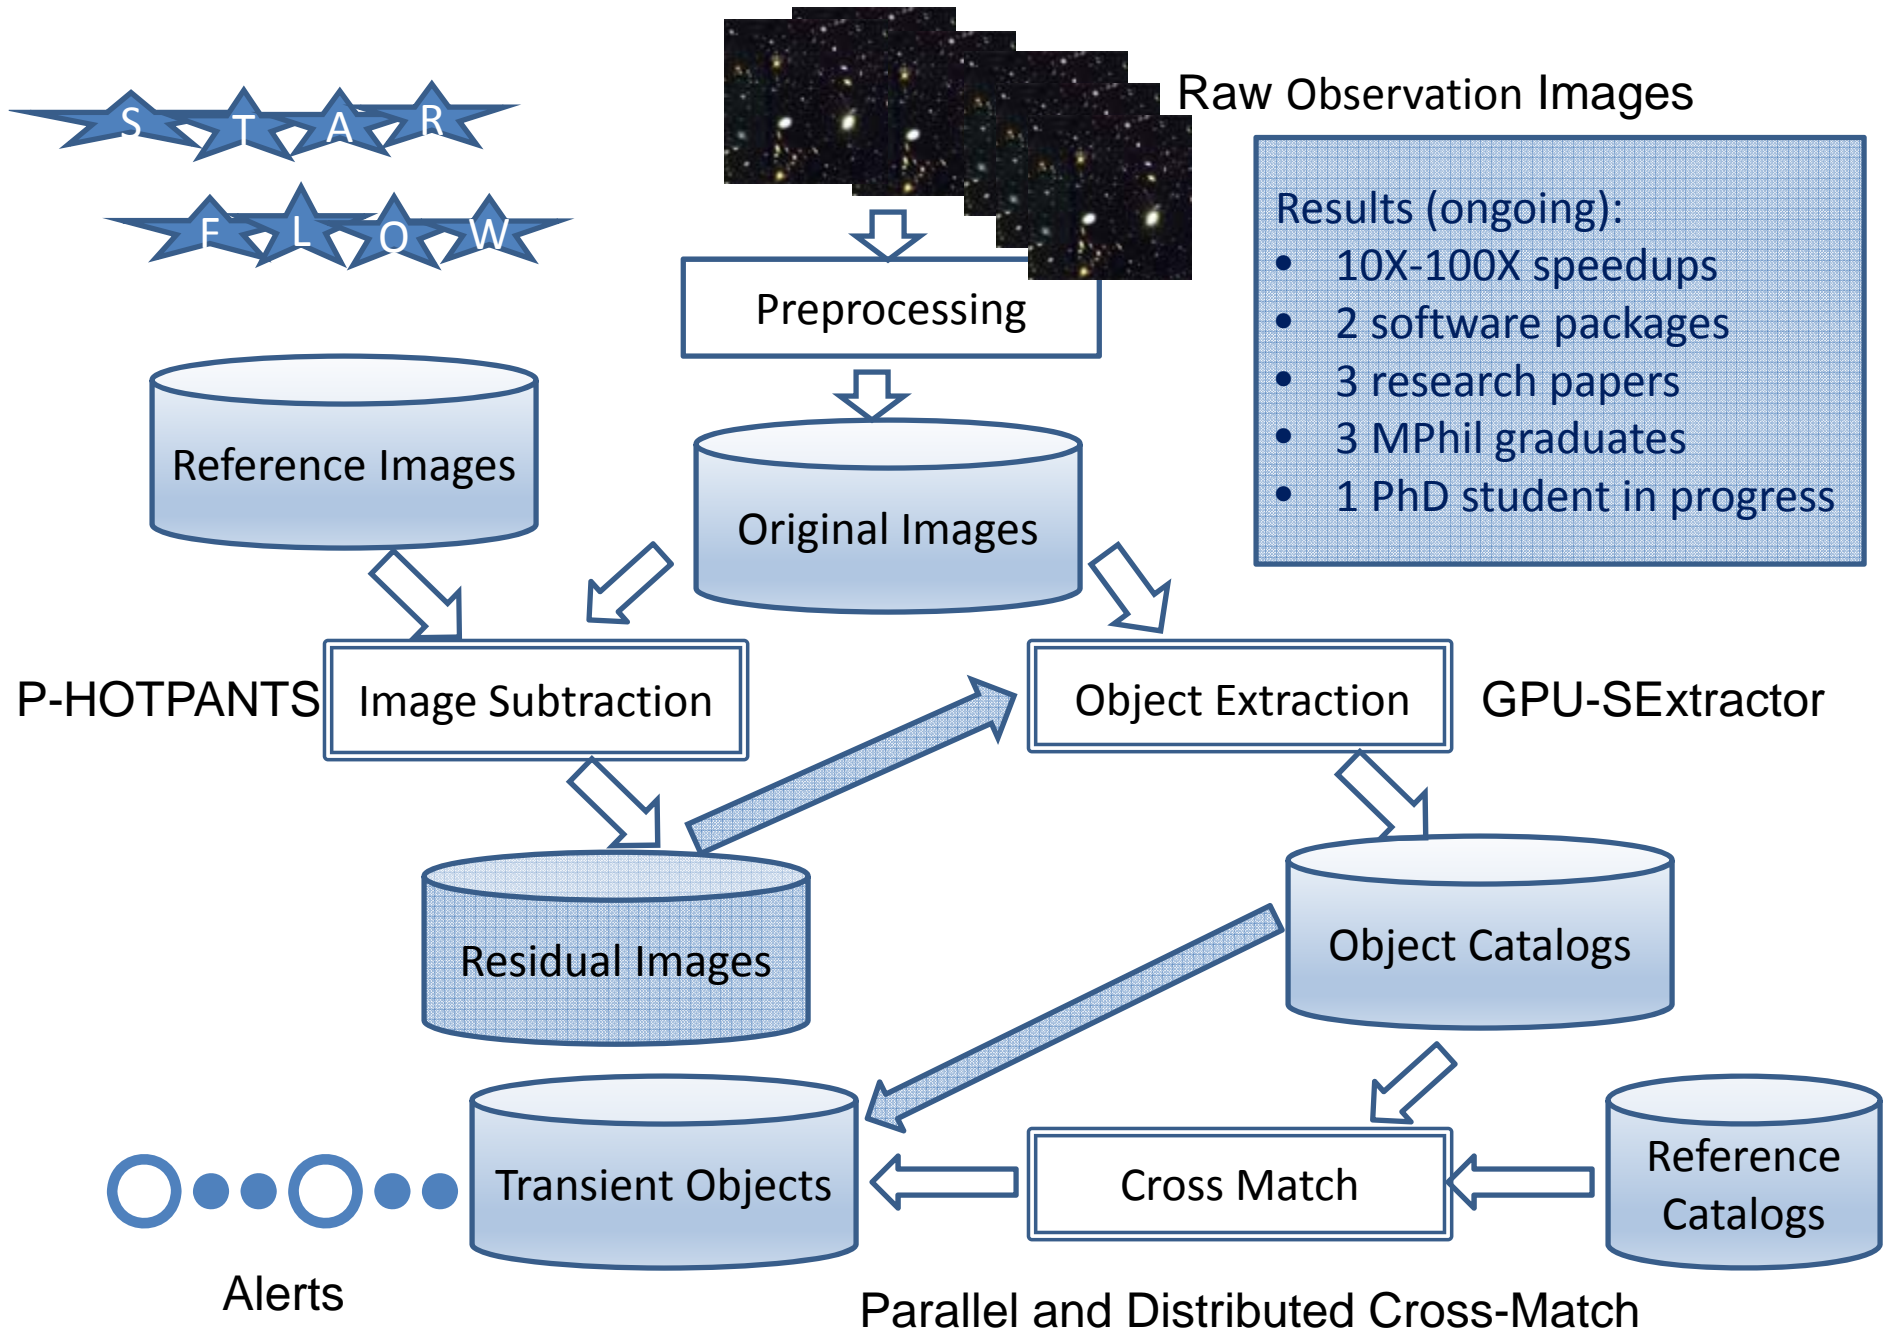 STAR
FLOW
Raw Observation Images
Results (ongoing):
• 10X-100X speedups
• 2 software packages
• 3 research papers
• 3 MPhil graduates
• 1 PhD student in progress
Preprocessing
Reference Images
Original Images
P-HOTPANTS
Image Subtraction
Object Extraction
GPU-SExtractor
Residual Images
Object Catalogs
Transient Objects
Cross Match
Reference
Catalogs
Alerts
Parallel and Distributed Cross-Match